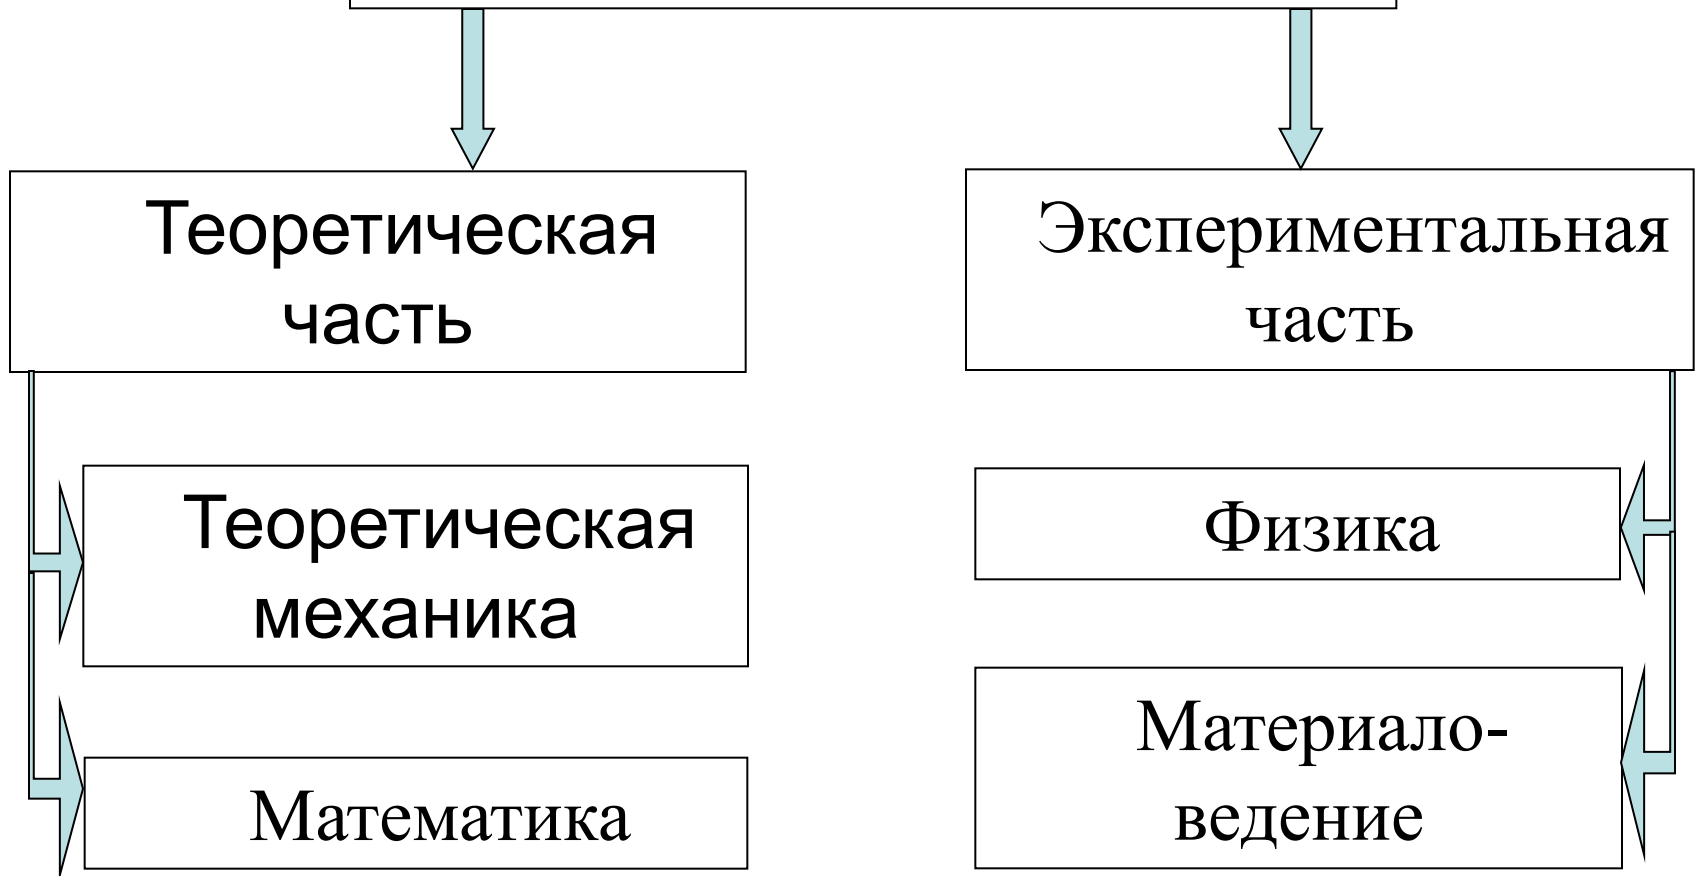 Теоретическая
часть
Экспериментальная
часть
Теоретическая
механика
Физика
Математика
Материало-
ведение